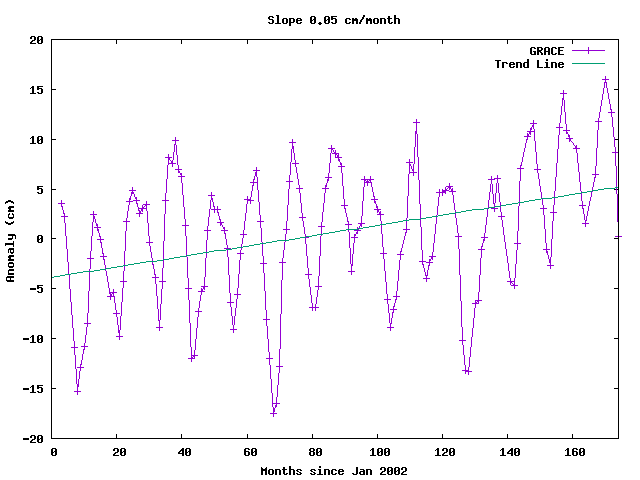 Slope 0.05 cm/month
GRACE
Trend Line
20
15
10
5
0
-5
-10
-15
-20
Anomaly (cm)
0 20 40 60 80 100 120 140 160
Months since Jan 2002